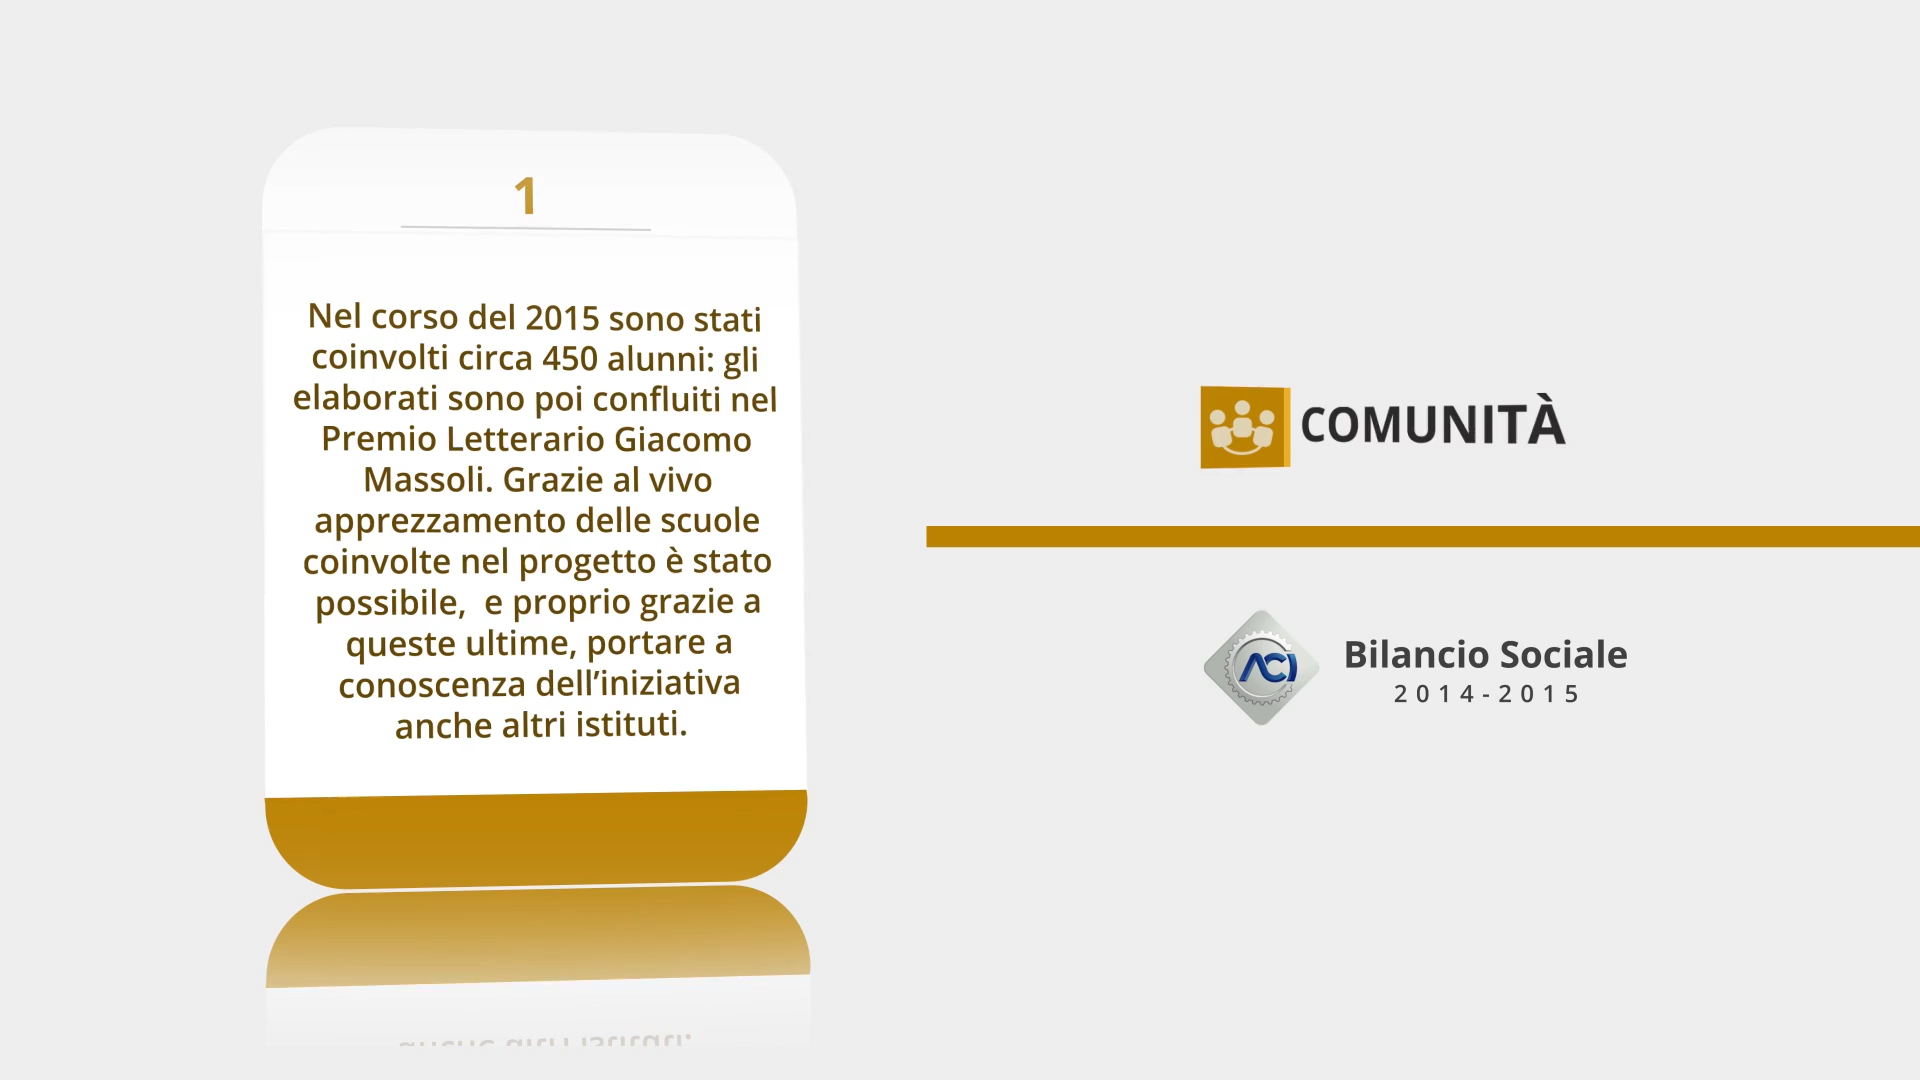 1
Nel corso del 2015 sono stati
coinvolti circa 450 alunni: gli
elaborati sono poi confluiti nel
Premio Letterario Giacomo
Massoli. Grazie al vivo
apprezzamento delle scuole
coinvolte nel progetto è stato
possibile,  e proprio grazie a
queste ultime, portare a
conoscenza dell’iniziativa
anche altri istituti.
COMUNITÀ
ACI
Bilancio Sociale
2014-2015